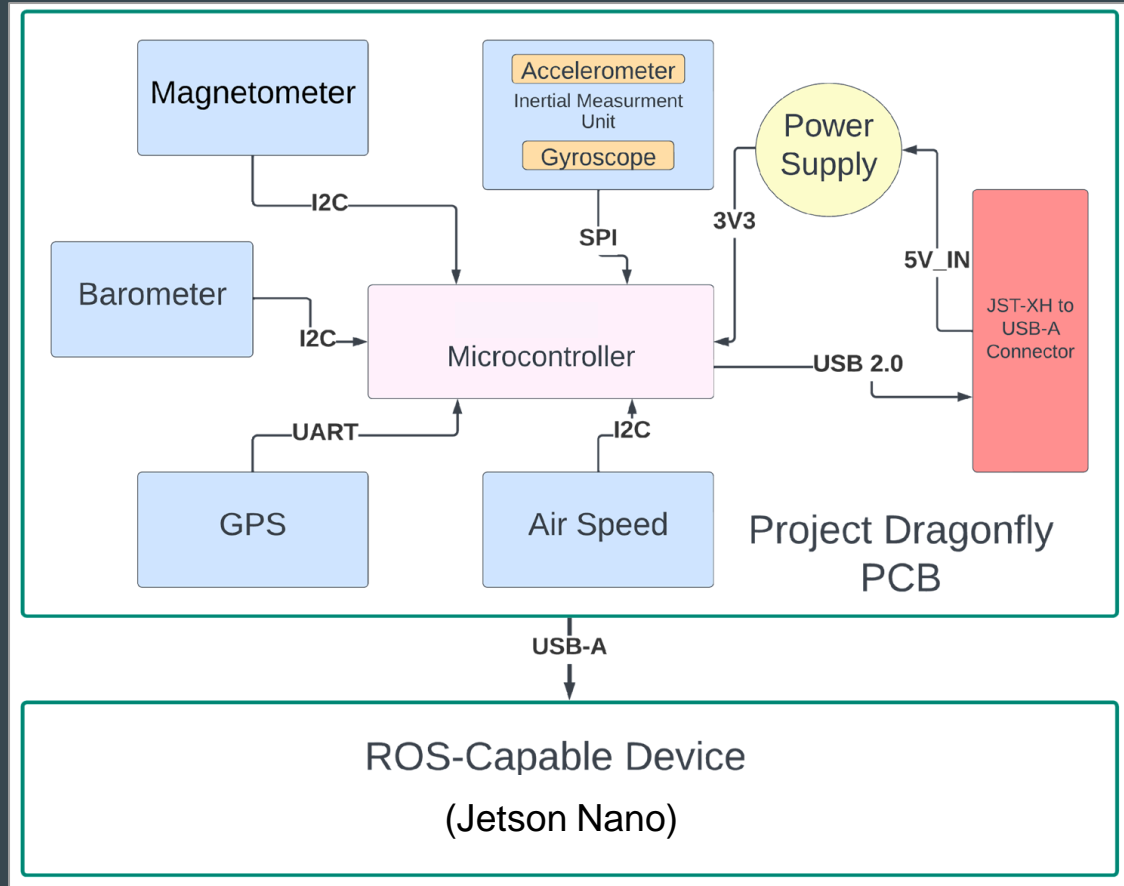 Magnetometer
Accelerometer
Inertial Measurment
Unit
Gyroscope
Power
Supply
I2C
SPI
3V3
5V_IN
Barometer
I2C
Microcontroller
JST-XH to
USB-A
Connector
USB 2.0
UART
I2C
GPS
Air Speed
Project Dragonfly
PCB
USB-A
ROS-Capable Device
(Jetson Nano)